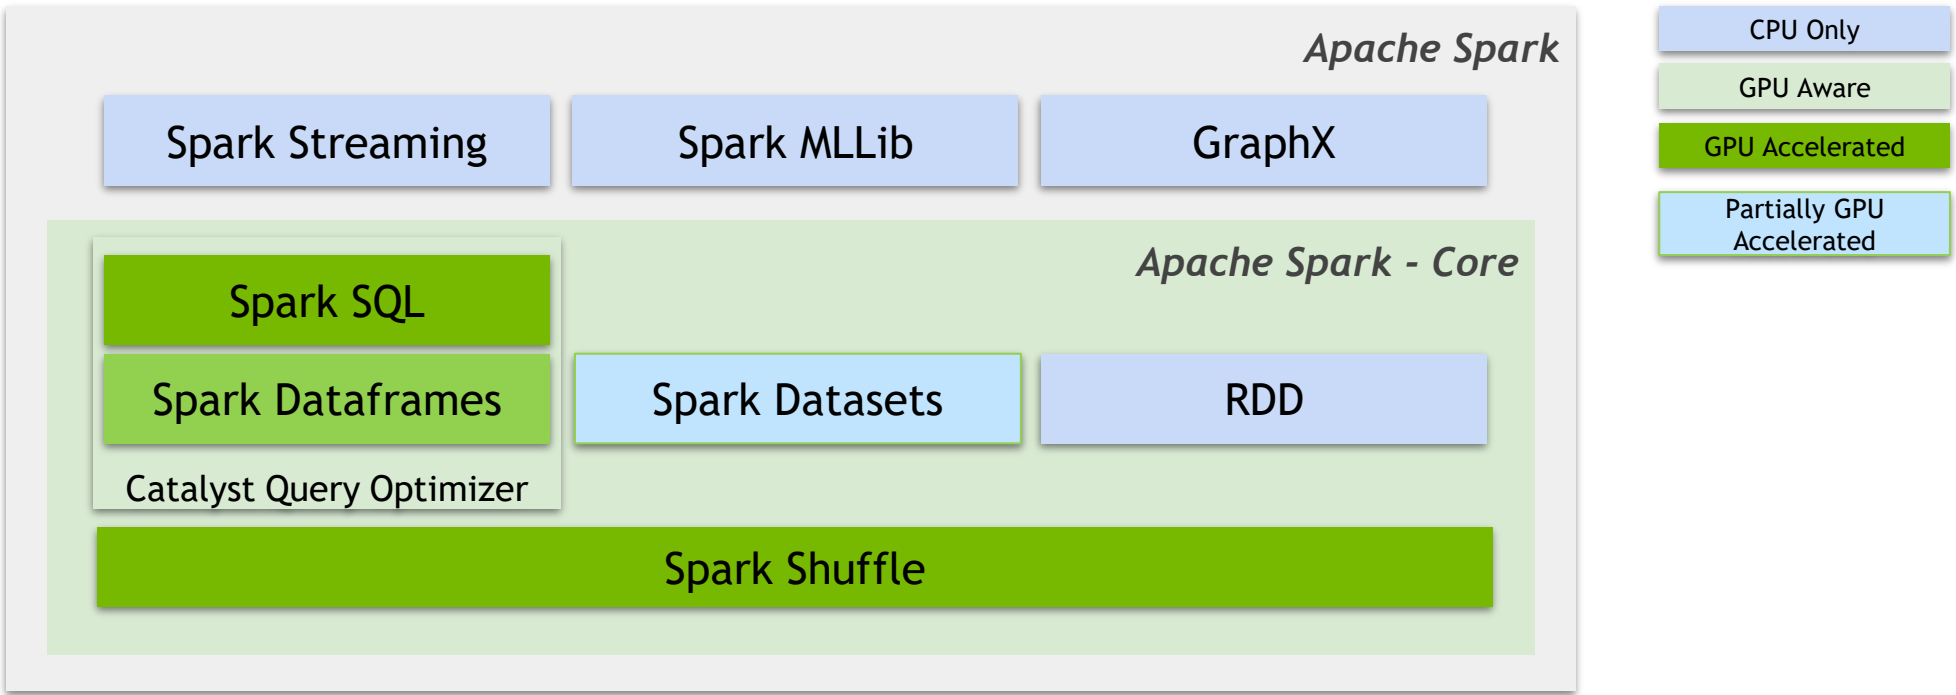 Apache Spark
Spark Streaming
Spark MLLib
GraphX
Apache Spark - Core
Spark SQL
Spark Dataframes
Spark Datasets
RDD
Catalyst Query Optimizer
Spark Shuffle
CPU Only
GPU Aware
GPU Accelerated
Partially GPU
Accelerated